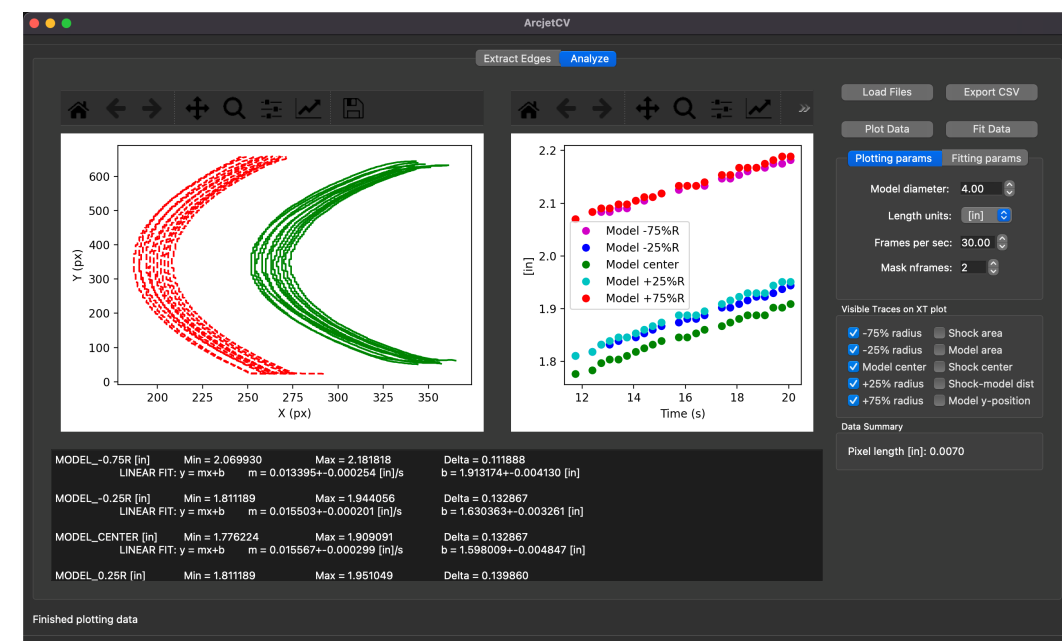 ArcjetCV
Extract Edges Analyze
Load Files Export CSV
Plot Data Fit Data
Plotting params Fitting params
Model diameter: 4.00
Length units: [in]
Frames per sec: 30.00
Mask nframes: 2
Visible Traces on XT plot
-75% radius Shock area
-25% radius Model area
Model center Shock center
+25% radius Shock-model dist
+75% radius Model y-position
Data Summary
Pixel length [in]: 0.0070
Y (px)
600
500
400
300
200
100
0
200 225 250 275 300 325 350
X (px)
[in]
2.2
2.1
2.0
1.9
1.8
Model -75%R
Model -25%R
Model center
Model +25%R
Model +75%R
12 14 16 18 20
Time (s)
MODEL_-0.75R [in] Min = 2.069930 Max = 2.181818 Delta = 0.111888
LINEAR FIT: y = mx+b m = 0.013395+-0.000254 [in]/s b = 1.913174+-0.004130 [in]
MODEL_-0.25R [in] Min = 1.811189 Max = 1.944056 Delta = 0.132867
LINEAR FIT: y = mx+b m = 0.015503+-0.000201 [in]/s b = 1.630363+-0.003261 [in]
MODEL_CENTER [in] Min = 1.776224 Max = 1.909091 Delta = 0.132867
LINEAR FIT: y = mx+b m = 0.015567+-0.000299 [in]/s b = 1.598009+-0.004847 [in]
MODEL_0.25R [in] Min = 1.811189 Max = 1.951049 Delta = 0.139860
Finished plotting data